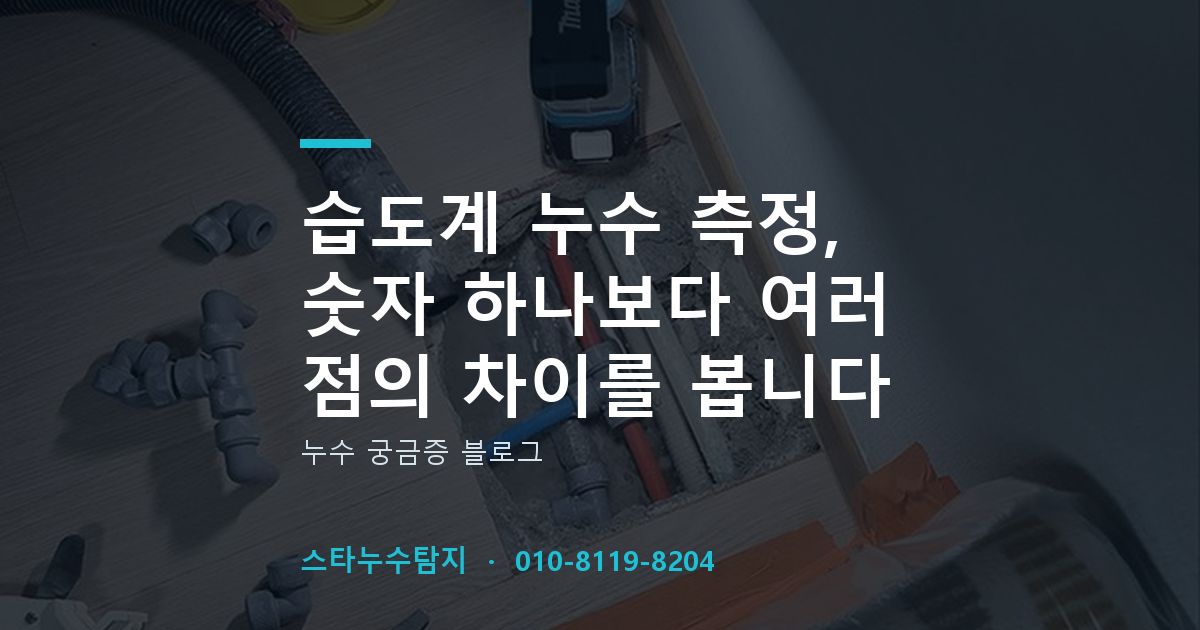 습도계 누수 측정,
숫자 하나보다 여러
점의 차이를 봅니다
누수 궁금증 블로그
스타누수탐지 · 010-8119-8204